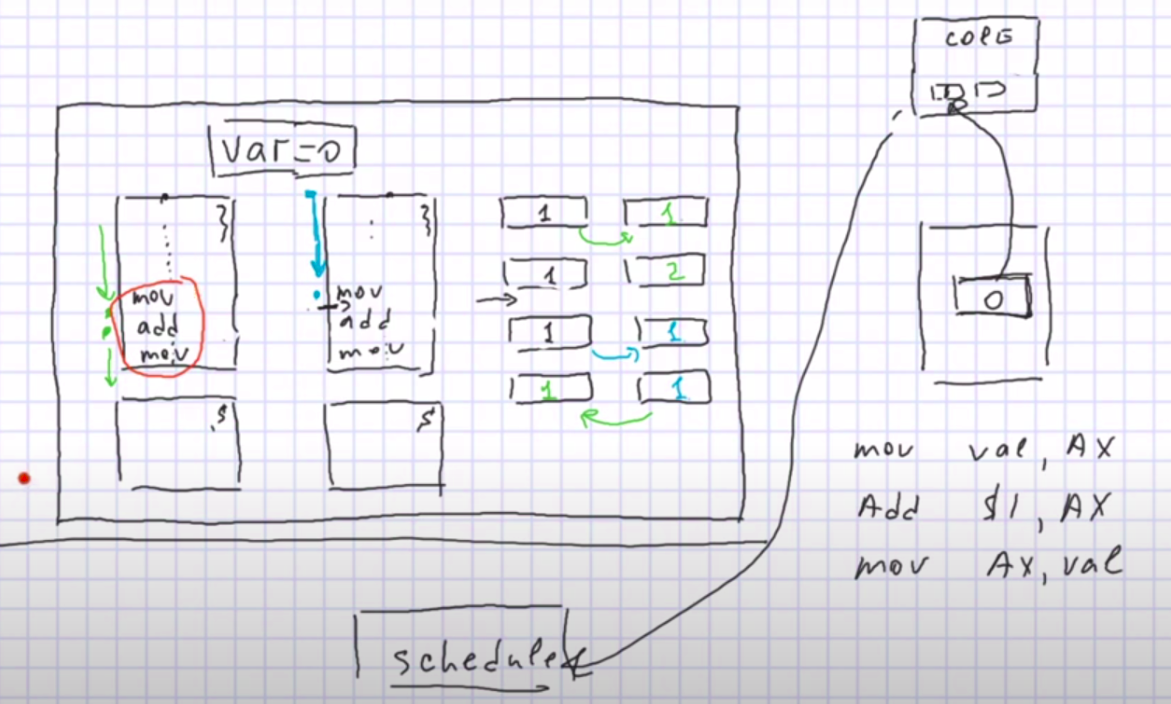 CORE
var=0
}
}
mov
add
mov
mov
add
mov
S
S
1
1
1
2
1
1
1
1
0
mov val, AX
Add $1, AX
mov AX, val
scheduler